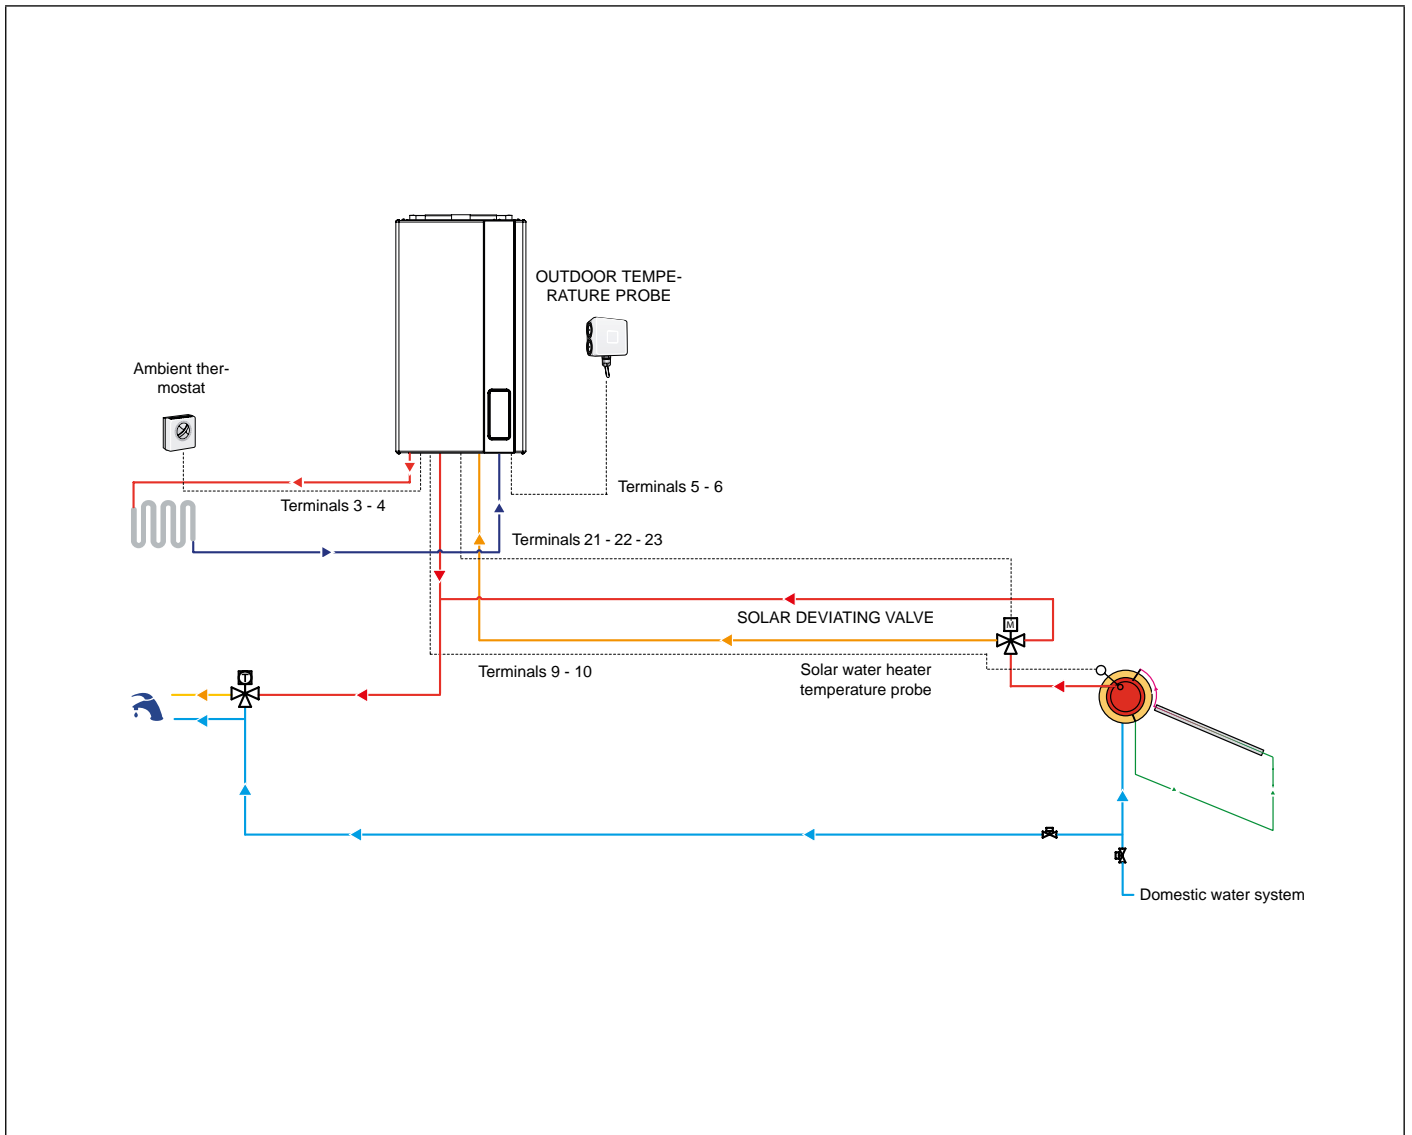 OUTDOOR TEMPE-
RATURE PROBE
Ambient ther-
mostat
Terminals 5 - 6
Terminals 3 - 4
Terminals 21 - 22 - 23
SOLAR DEVIATING VALVE
M
Terminals 9 - 10
Solar water heater
temperature probe
T
Domestic water system